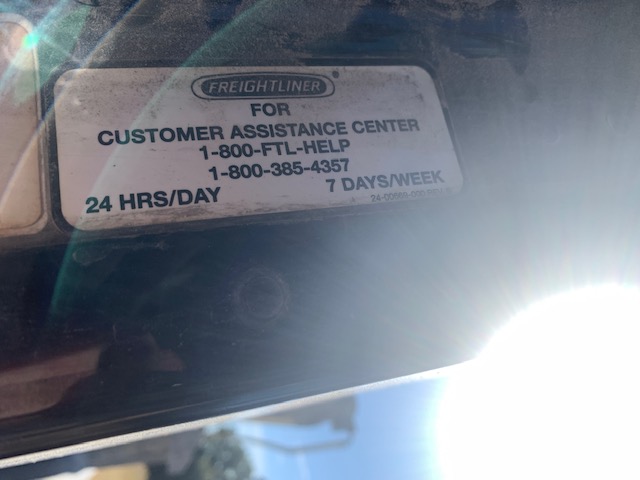 FREIGHTLINER
FOR
CUSTOMER ASSISTANCE CENTER
1-800-FTL-HELP
1-800-385-4357
24 HRS/DAY 7 DAYS/WEEK